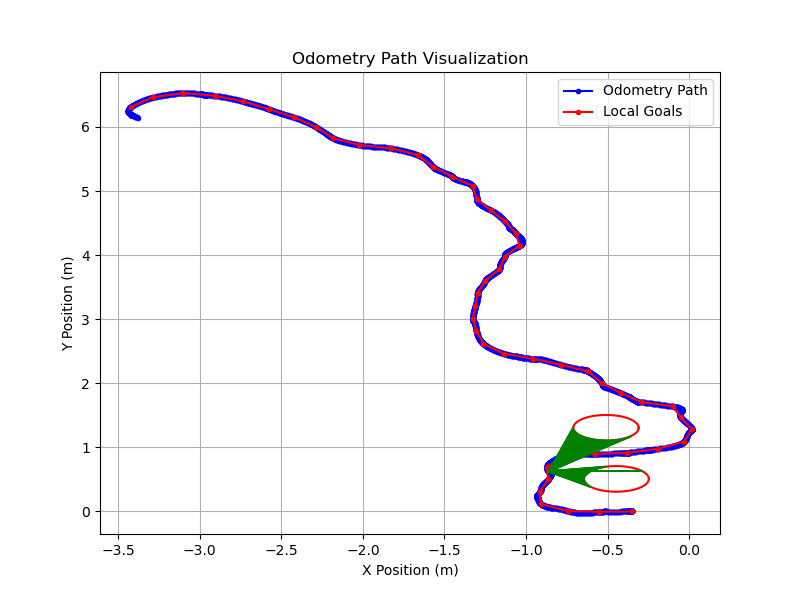 Odometry Path Visualization
Odometry Path
Local Goals
Y Position (m)
6
5
4
3
2
1
0
−3.5 −3.0 −2.5 −2.0 −1.5 −1.0 −0.5 0.0
X Position (m)